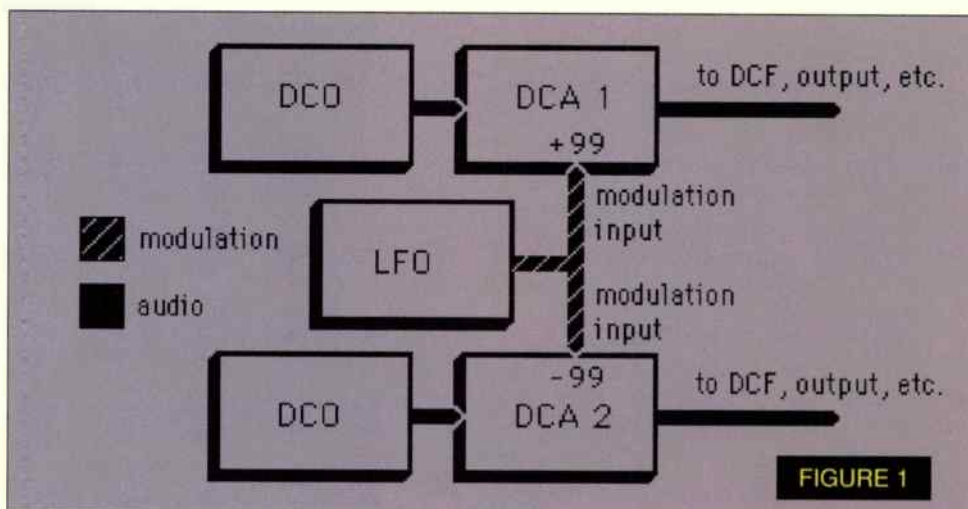 DCO
DCA 1
+99
to DCF, output, etc.
modulation
input
modulation
audio
LFO
modulation
input
DCO
-99
DCA 2
to DCF, output, etc.
FIGURE 1